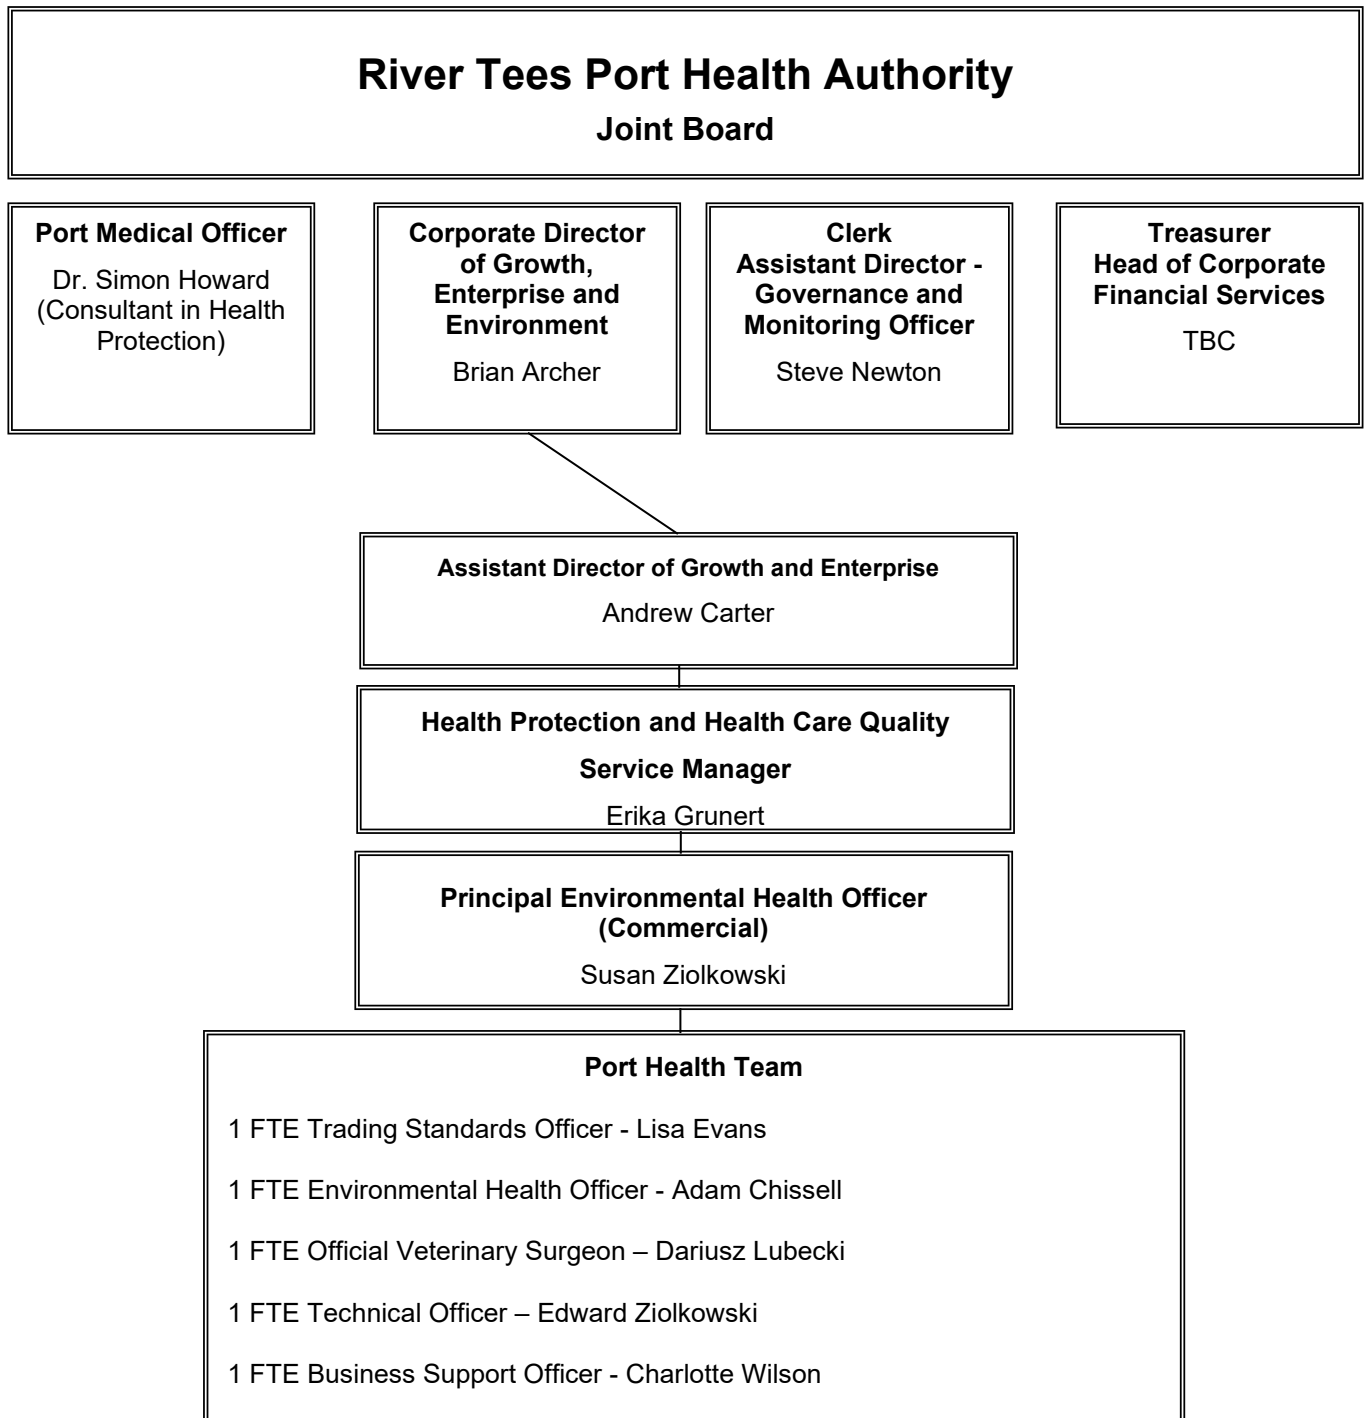 River Tees Port Health Authority
Joint Board
Port Medical Officer
Dr. Simon Howard
(Consultant in Health
Protection)
Corporate Director
of Growth,
Enterprise and
Environment
Brian Archer
Clerk
Assistant Director -
Governance and
Monitoring Officer
Steve Newton
Treasurer
Head of Corporate
Financial Services
TBC
Assistant Director of Growth and Enterprise
Andrew Carter
Health Protection and Health Care Quality
Service Manager
Erika Grunert
Principal Environmental Health Officer
(Commercial)
Susan Ziolkowski
Port Health Team
1 FTE Trading Standards Officer - Lisa Evans
1 FTE Environmental Health Officer - Adam Chissell
1 FTE Official Veterinary Surgeon – Dariusz Lubecki
1 FTE Technical Officer – Edward Ziolkowski
1 FTE Business Support Officer - Charlotte Wilson